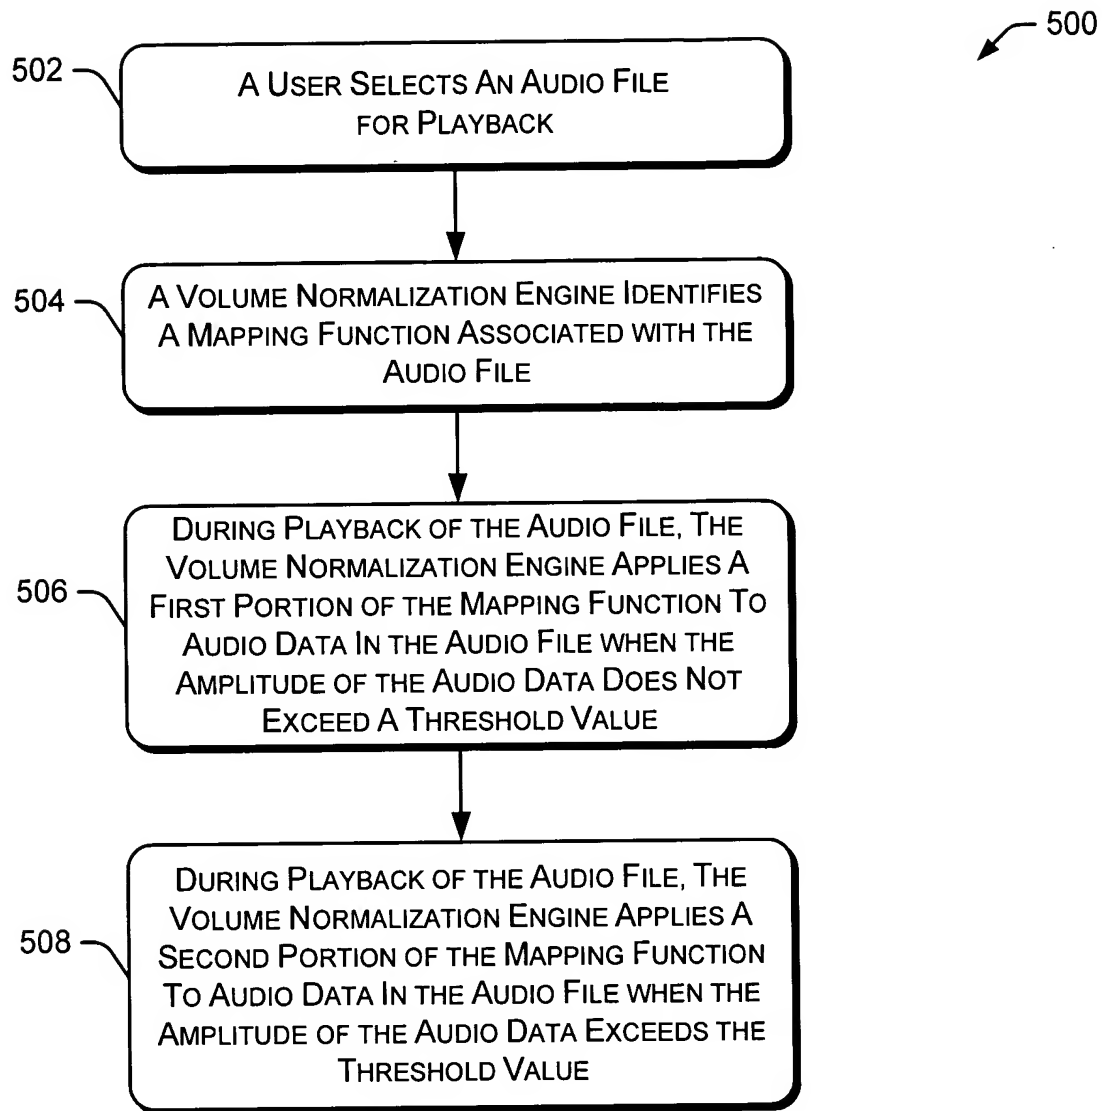 500
502
A USER SELECTS AN AUDIO FILE
FOR PLAYBACK
504
A VOLUME NORMALIZATION ENGINE IDENTIFIES
A MAPPING FUNCTION ASSOCIATED WITH THE
AUDIO FILE
506
DURING PLAYBACK OF THE AUDIO FILE, THE
VOLUME NORMALIZATION ENGINE APPLIES A
FIRST PORTION OF THE MAPPING FUNCTION TO
AUDIO DATA IN THE AUDIO FILE WHEN THE
AMPLITUDE OF THE AUDIO DATA DOES NOT
EXCEED A THRESHOLD VALUE
508
DURING PLAYBACK OF THE AUDIO FILE, THE
VOLUME NORMALIZATION ENGINE APPLIES A
SECOND PORTION OF THE MAPPING FUNCTION
TO AUDIO DATA IN THE AUDIO FILE WHEN THE
AMPLITUDE OF THE AUDIO DATA EXCEEDS THE
THRESHOLD VALUE